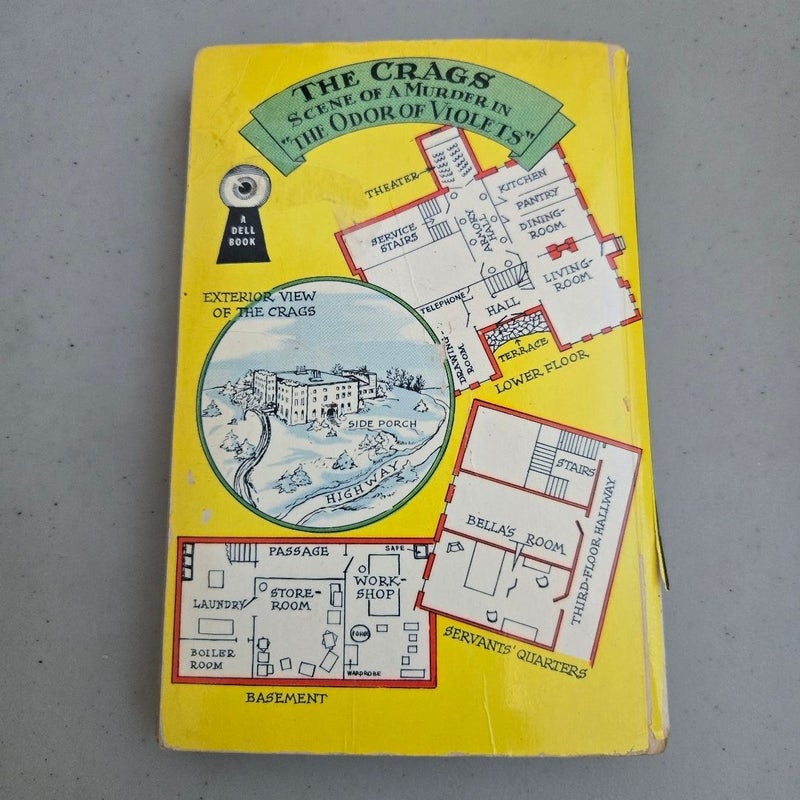 THE CRAGS
SCENE OF A MURDER IN
"THE ODOR OF VIOLETS"
A
DELL
BOOK
THEATER
KITCHEN
PANTRY
DINING-
ROOM
ARMORY
HALL
SERVICE
STAIRS
LIVING-
ROOM
TELEPHONE
HALL
TERRACE
DRAWING
ROOM
LOWER FLOOR
EXTERIOR VIEW
OF THE CRAGS
SIDE PORCH
HIGHWAY
STAIRS
BELLA'S ROOM
THIRD-FLOOR HALLWAY
SERVANTS' QUARTERS
PASSAGE
SAFE
WORK-
SHOP
STORE-
ROOM
LAUNDRY
BOILER
ROOM
WARDROBE
BASEMENT